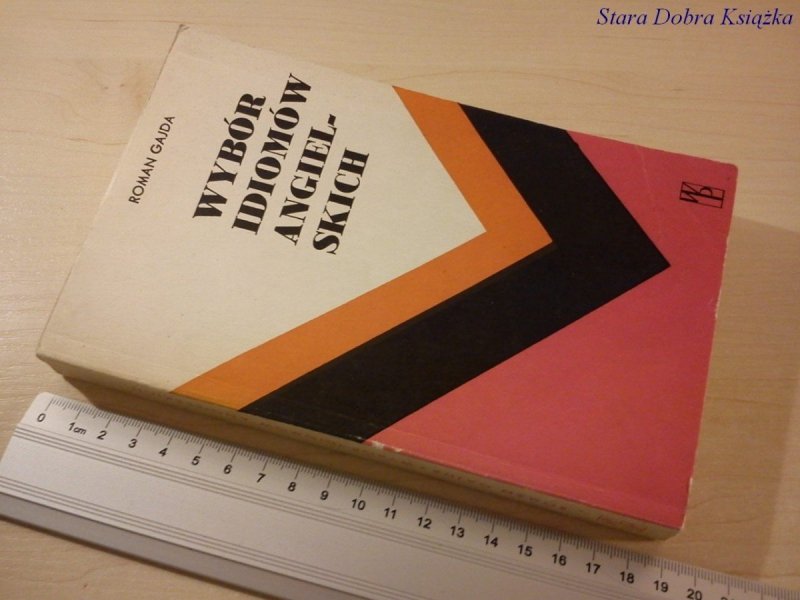 Stara Dobra Książka
ROMAN GAJDA
WYBÓR
IDIOMÓW
ANGIEL-
SKICH
WP
0 1cm 2 3 4 5 6 7 8 9 10 11 12 13 14 15 16 17 18 19 20